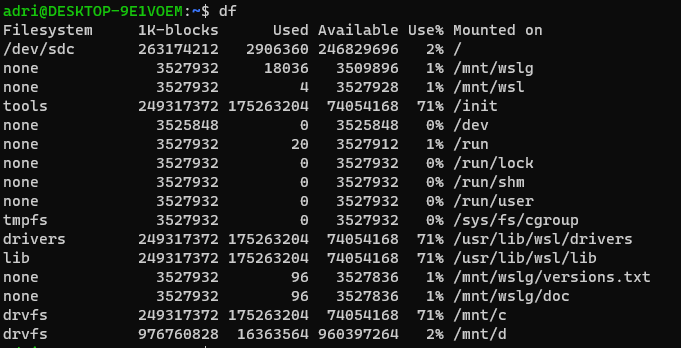 adri@DESKTOP-9E1VOEM:~$ df
Filesystem     1K-blocks      Used Available Use% Mounted on
/dev/sdc       263174212   2906360 246829696   2% /
none             3527932     18036   3509896   1% /mnt/wslg
none             3527932         4   3527928   1% /mnt/wsl
tools          249317372 175263204  74054168  71% /init
none             3525848         0   3525848   0% /dev
none             3527932        20   3527912   1% /run
none             3527932         0   3527932   0% /run/lock
none             3527932         0   3527932   0% /run/shm
none             3527932         0   3527932   0% /run/user
tmpfs            3527932         0   3527932   0% /sys/fs/cgroup
drivers        249317372 175263204  74054168  71% /usr/lib/wsl/drivers
lib            249317372 175263204  74054168  71% /usr/lib/wsl/lib
none             3527932        96   3527836   1% /mnt/wslg/versions.txt
none             3527932        96   3527836   1% /mnt/wslg/doc
drvfs          249317372 175263204  74054168  71% /mnt/c
drvfs          976760828  16363564 960397264   2% /mnt/d